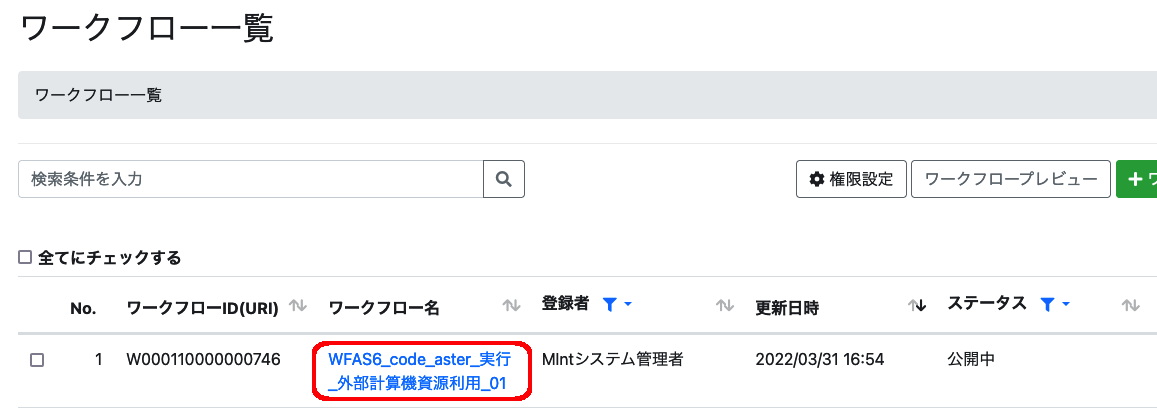 ワークフロー一覧
ワークフロー一覧
検索条件を入力 権限設定 ワークフロープレビュー
全てにチェックする
No. ワークフローID(URI) ワークフロー名 登録者 更新日時 ステータス
1 W000110000000746 WFAS6_code_aster_実行 MIntシステム管理者 2022/03/31 16:54 公開中
_外部計算機資源利用_01